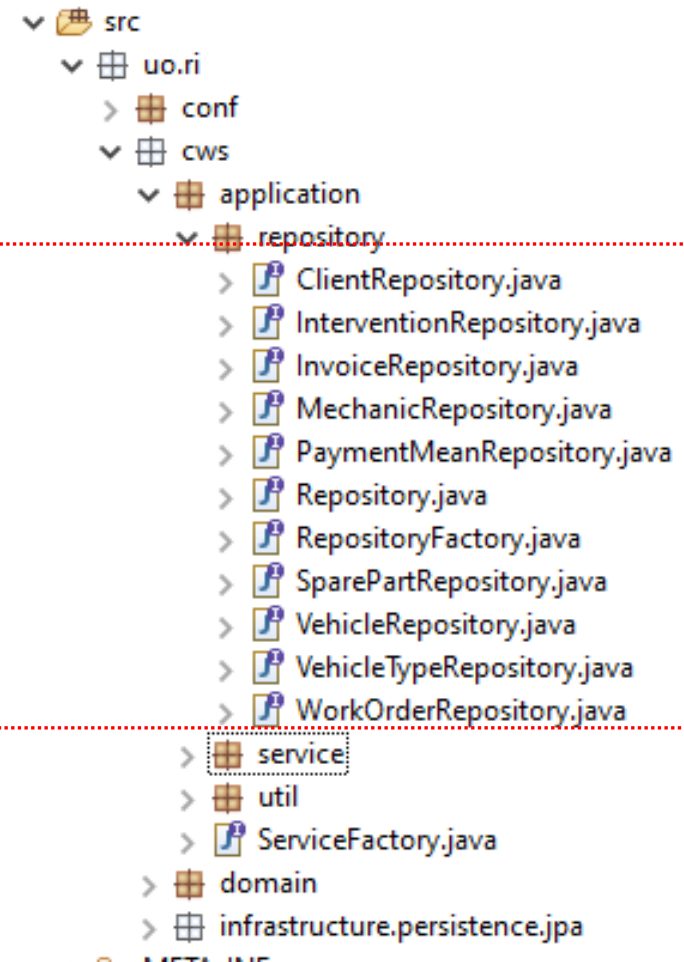 src
uo.ri
conf
cws
application
repository
ClientRepository.java
InterventionRepository.java
InvoiceRepository.java
MechanicRepository.java
PaymentMeanRepository.java
Repository.java
RepositoryFactory.java
SparePartRepository.java
VehicleRepository.java
VehicleTypeRepository.java
WorkOrderRepository.java
service
util
ServiceFactory.java
domain
infrastructure.persistence.jpa